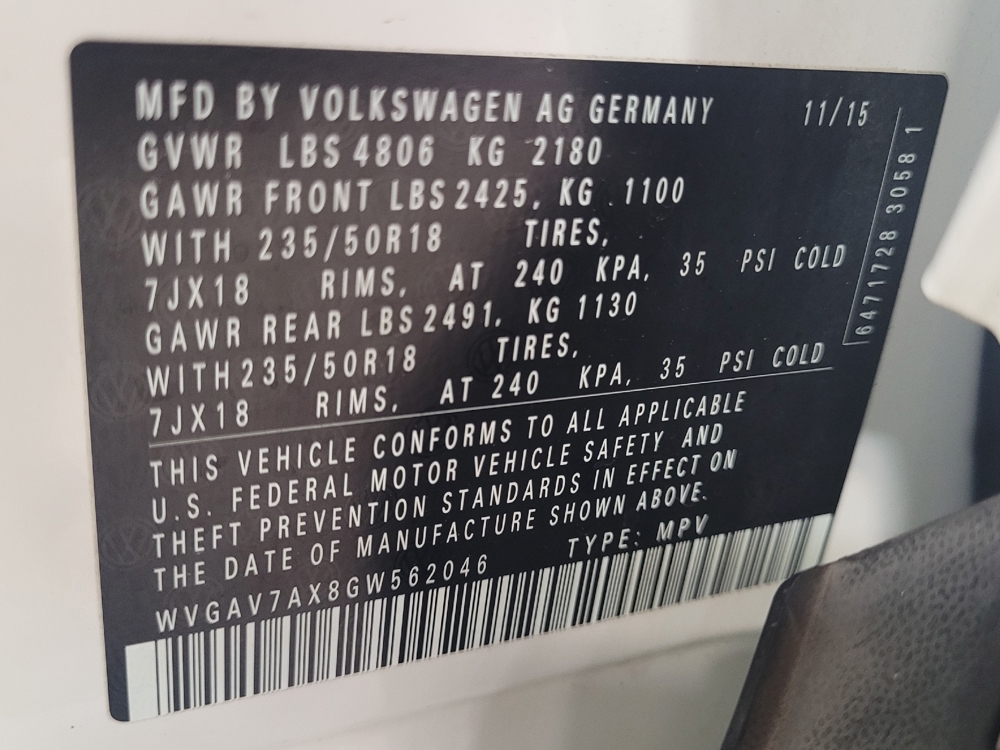 MFD BY VOLKSWAGEN AG GERMANY 11/15
GVWR LBS 4806 KG 2180
GAWR FRONT LBS 2425, KG 1100
WITH 235/50R18 TIRES,
7JX18 RIMS, AT 240 KPA, 35 PSI COLD
GAWR REAR LBS 2491, KG 1130
WITH 235/50R18 TIRES,
7JX18 RIMS, AT 240 KPA, 35 PSI COLD
THIS VEHICLE CONFORMS TO ALL APPLICABLE
U.S. FEDERAL MOTOR VEHICLE SAFETY AND
THEFT PREVENTION STANDARDS IN EFFECT ON
THE DATE OF MANUFACTURE SHOWN ABOVE.
WVGAV7AX8GW562046 TYPE: MPV
6471728 3058 1